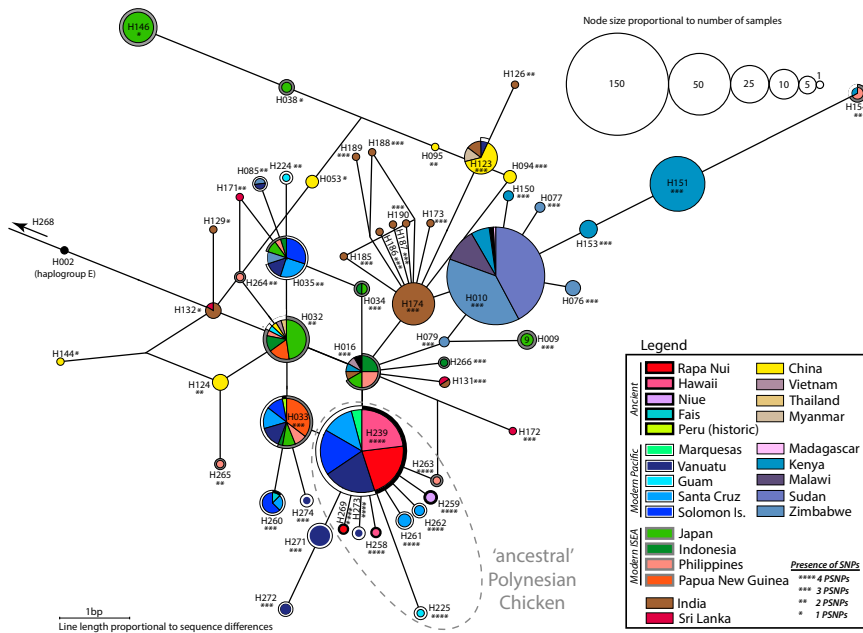 Node size proportional to number of samples
150
50
25
10
5
1
H146
*
H038 *
H126 **
H154
**
H095
**
H123
***
H094 ***
H189
***
H188 ***
H053 *
H224 **
H085 **
H171 **
H151
***
H150
***
H077
***
H190
***
H173
***
H187 ***
H186 ***
H185
***
H153 ***
H268
H129 *
H002
(haplogroup E)
H035 **
H264 **
H034
***
H174
***
H010
***
H076 ***
H132 *
H032
**
H016
***
H079
**
9
H009
***
H266 ***
H131 ***
H144 *
H124
**
H033
***
H239
****
H172
***
H265
**
H263
****
H274
***
H260
***
H269
****
H273
****
H259
****
H262
****
H261
****
H258
****
H271
***
H272
***
H225
****
'ancestral'
Polynesian
Chicken
1bp
Line length proportional to sequence differences
Legend
Ancient
Rapa Nui
Hawaii
Niue
Fais
Peru (historic)
Modern Pacific
Marquesas
Vanuatu
Guam
Santa Cruz
Solomon Is.
Modern ISEA
Japan
Indonesia
Philippines
Papua New Guinea
India
Sri Lanka
China
Vietnam
Thailand
Myanmar
Madagascar
Kenya
Malawi
Sudan
Zimbabwe
Presence of SNPs
**** 4 PSNPs
*** 3 PSNPs
** 2 PSNPs
* 1 PSNPs